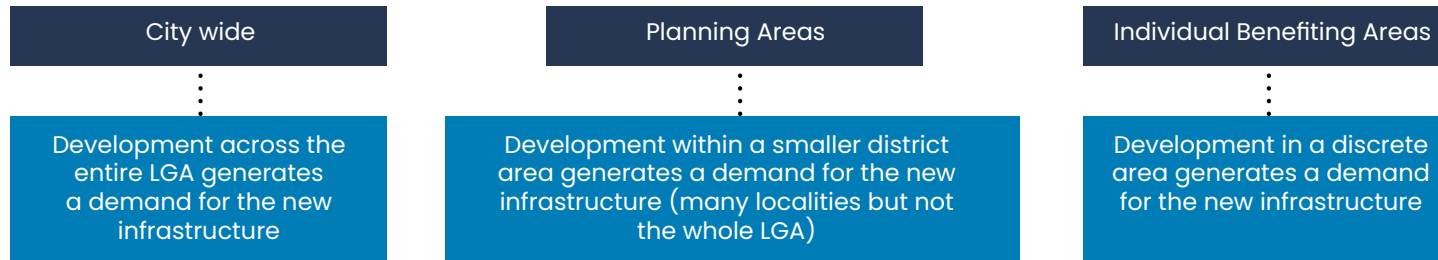 City wide
Development across the
entire LGA generates
a demand for the new
infrastructure
Planning Areas
Development within a smaller district
area generates a demand for the new
infrastructure (many localities but not
the whole LGA)
Individual Benefiting Areas
Development in a discrete
area generates a demand
for the new infrastructure